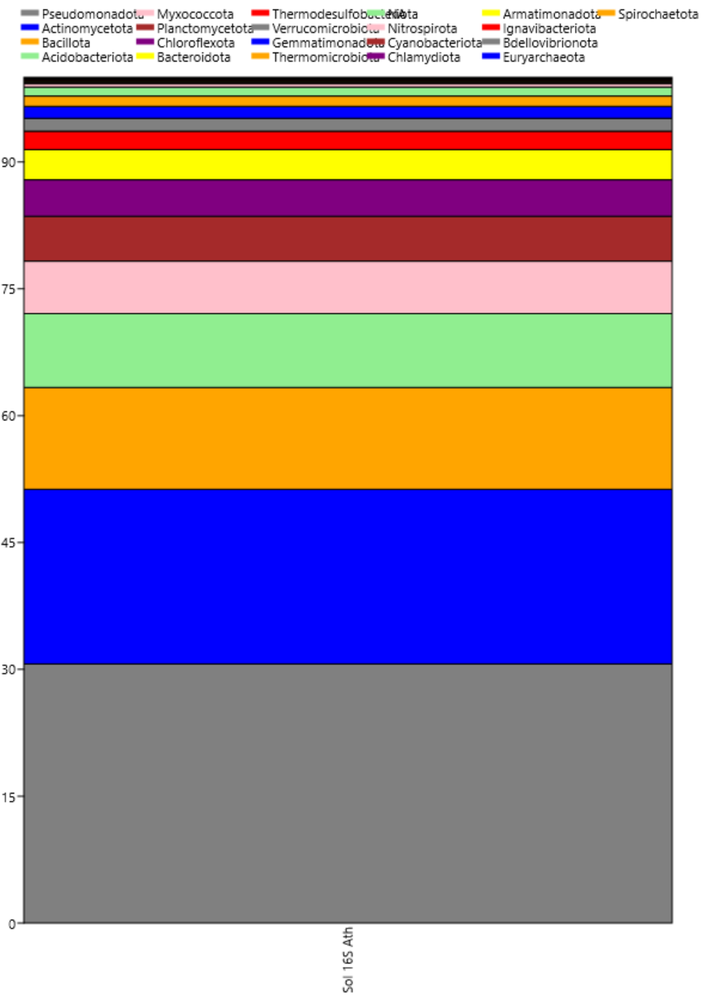 Pseudomonadota Myxococcota Thermodesulfobacteriota NA Armatimonadota Spirochaetota
Actinomycetota Planctomycetota Verrucomicrobiota Nitrospirota Ignavibacteriota
Bacillota Chloroflexota Gemmatimonadota Cyanobacteriota Bdellovibrionota
Acidobacteriota Bacteroidota Thermomicrobiota Chlamydiota Euryarchaeota
90
75
60
45
30
15
0
Sol 16S Ath